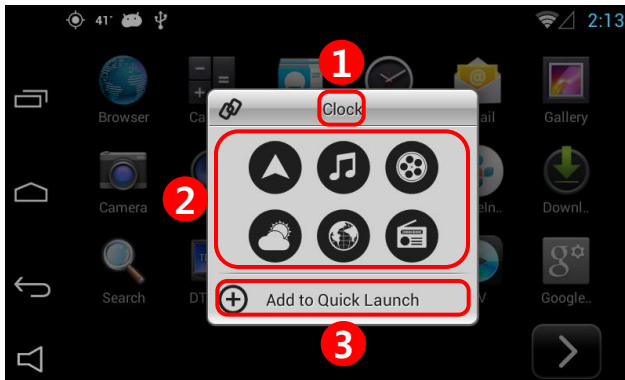 41° 2:13
1
Clock
Browser Ca ail Gallery
2
Camera eIn.. Downl..
Search DT V Google..
Add to Quick Launch
3